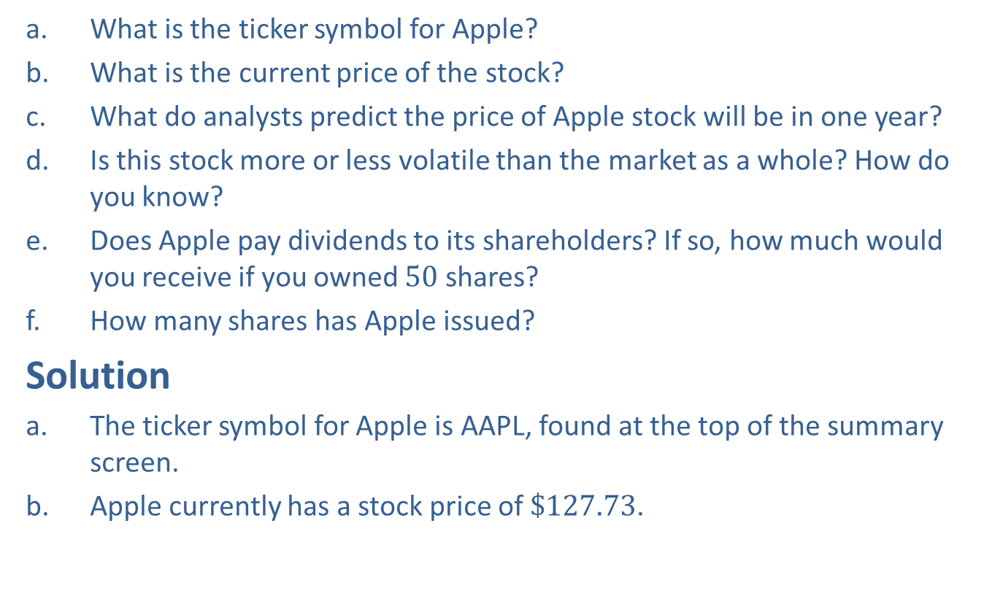 a. What is the ticker symbol for Apple?
b. What is the current price of the stock?
c. What do analysts predict the price of Apple stock will be in one year?
d. Is this stock more or less volatile than the market as a whole? How do
you know?
e. Does Apple pay dividends to its shareholders? If so, how much would
you receive if you owned 50 shares?
f. How many shares has Apple issued?
Solution
a. The ticker symbol for Apple is AAPL, found at the top of the summary
screen.
b. Apple currently has a stock price of $127.73.